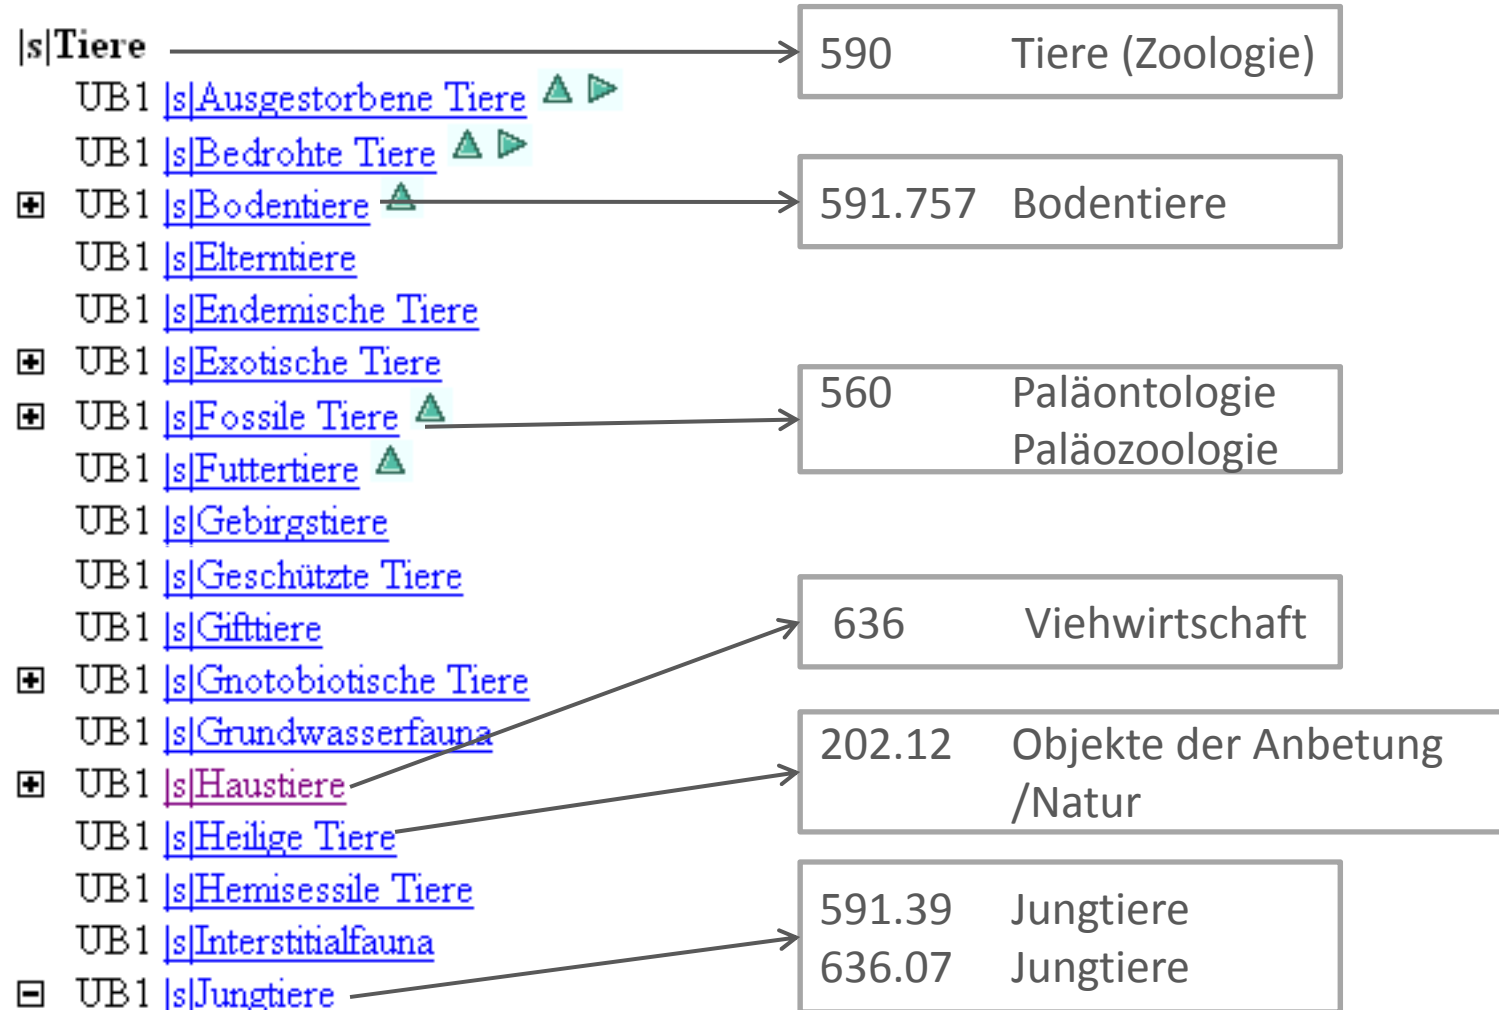 |s|Tiere
UB1 |s|Ausgestorbene Tiere
UB1 |s|Bedrohte Tiere
UB1 |s|Bodentiere
UB1 |s|Elterntiere
UB1 |s|Endemische Tiere
UB1 |s|Exotische Tiere
UB1 |s|Fossile Tiere
UB1 |s|Futtertiere
UB1 |s|Gebirgstiere
UB1 |s|Geschützte Tiere
UB1 |s|Gifttiere
UB1 |s|Gnotobiotische Tiere
UB1 |s|Grundwasserfauna
UB1 |s|Haustiere
UB1 |s|Heilige Tiere
UB1 |s|Hemisessile Tiere
UB1 |s|Interstitialfauna
UB1 |s|Jungtiere
590 Tiere (Zoologie)
591.757 Bodentiere
560 Paläontologie
Paläozoologie
636 Viehwirtschaft
202.12 Objekte der Anbetung
/Natur
591.39 Jungtiere
636.07 Jungtiere